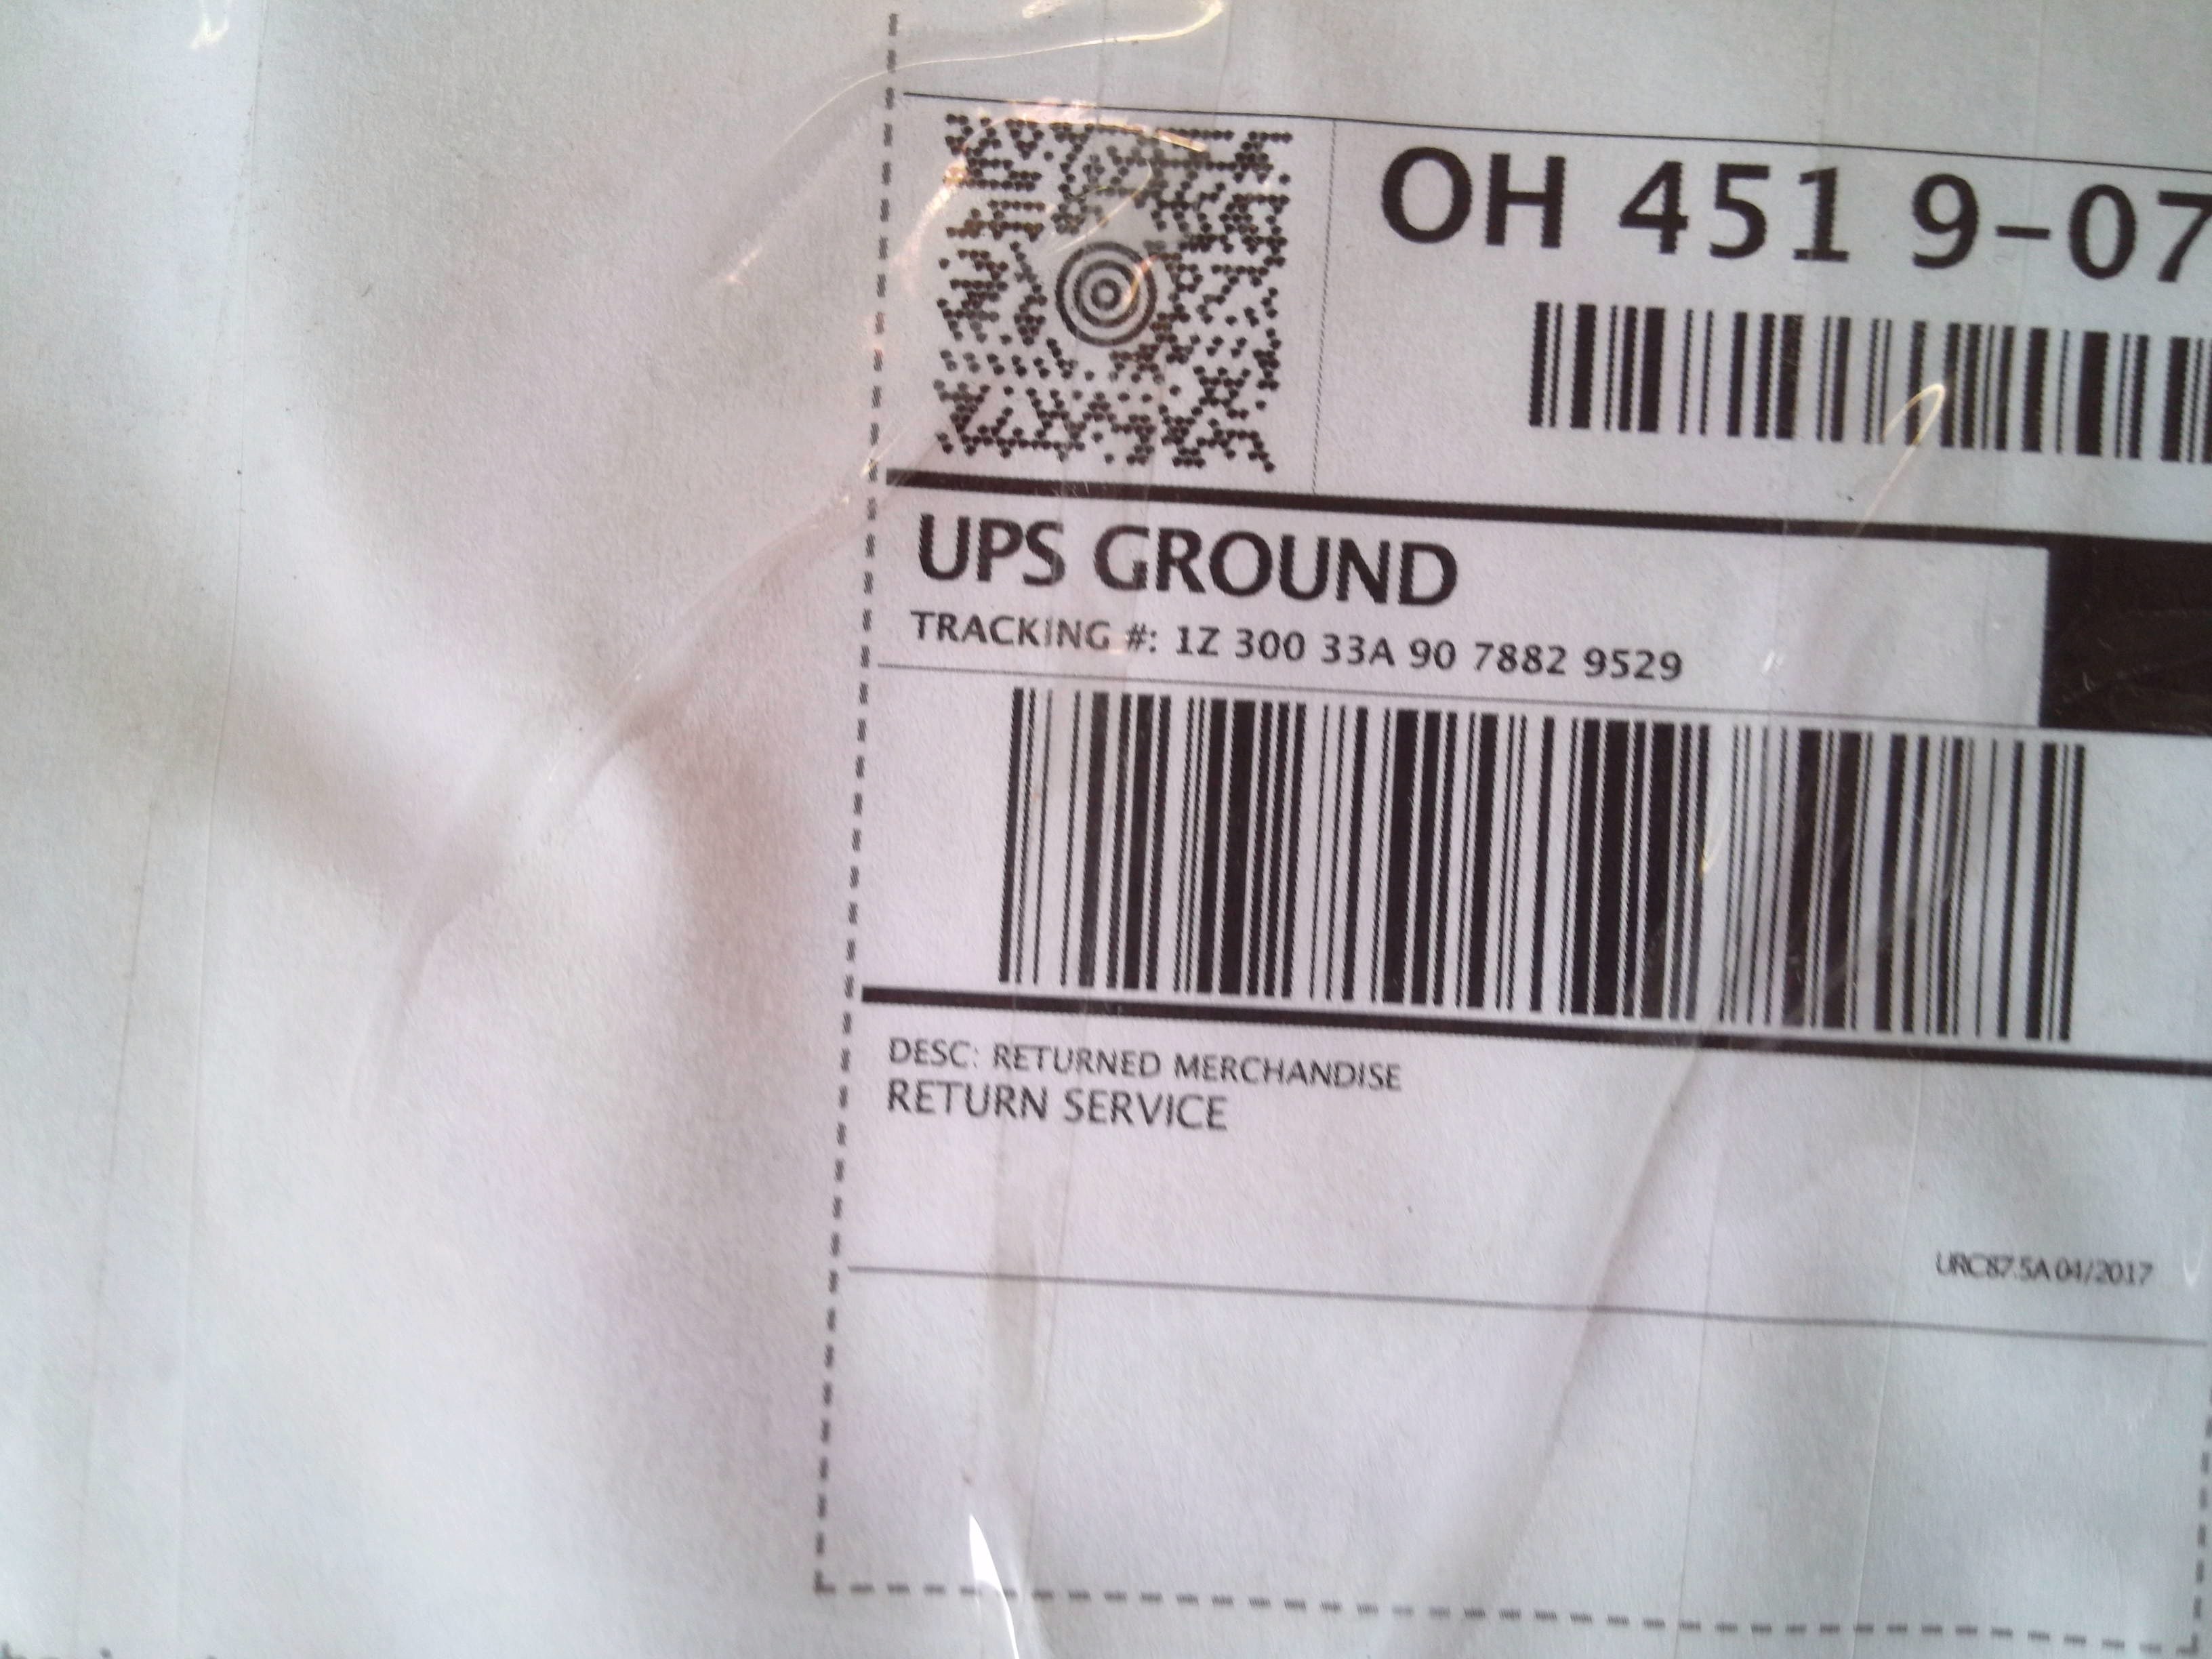 OH 451 9-07
UPS GROUND
TRACKING #: 1Z 300 33A 90 7882 9529
DESC: RETURNED MERCHANDISE
RETURN SERVICE
URC87.5A 04/2017